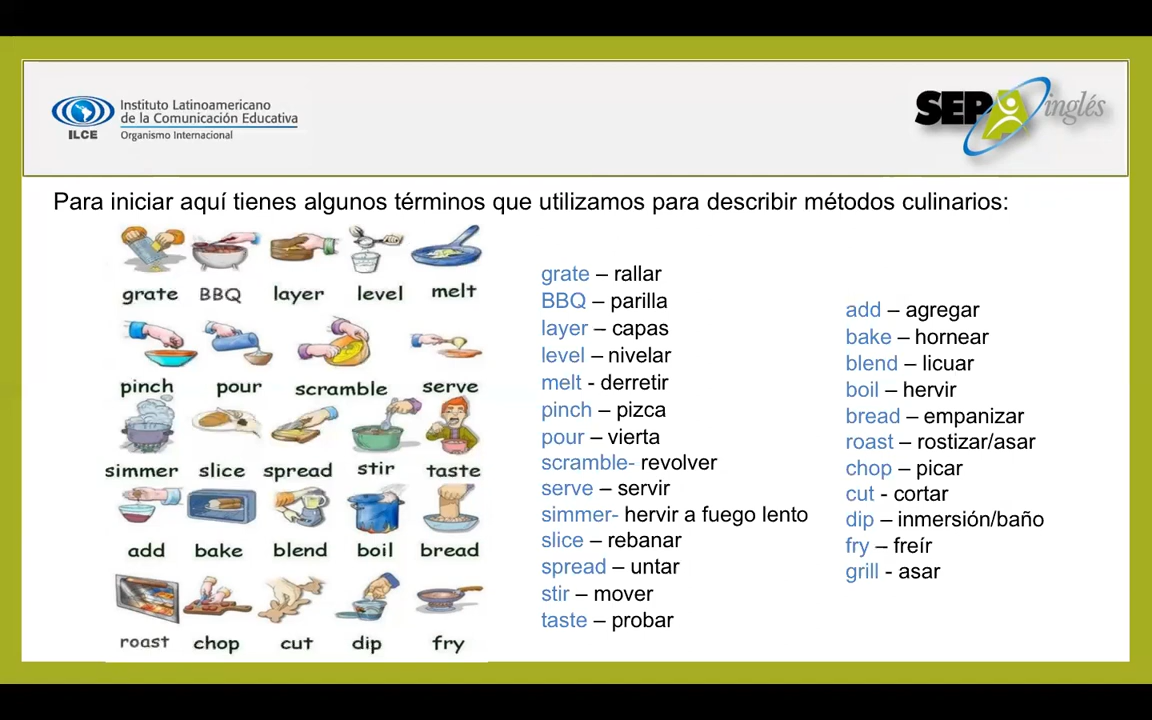 Instituto Latinoamericano
de la Comunicación Educativa
Organismo Internacional
ILCE
SEP inglés
Para iniciar aquí tienes algunos términos que utilizamos para describir métodos culinarios:
grate BBQ layer level melt
pinch pour scramble serve
simmer slice spread stir taste
add bake blend boil bread
roast chop cut dip fry
grate – rallar
BBQ – parilla
layer – capas
level – nivelar
melt - derretir
pinch – pizca
pour – vierta
scramble- revolver
serve – servir
simmer- hervir a fuego lento
slice – rebanar
spread – untar
stir – mover
taste – probar
add – agregar
bake – hornear
blend – licuar
boil – hervir
bread – empanizar
roast – rostizar/asar
chop – picar
cut - cortar
dip – inmersión/baño
fry – freír
grill - asar